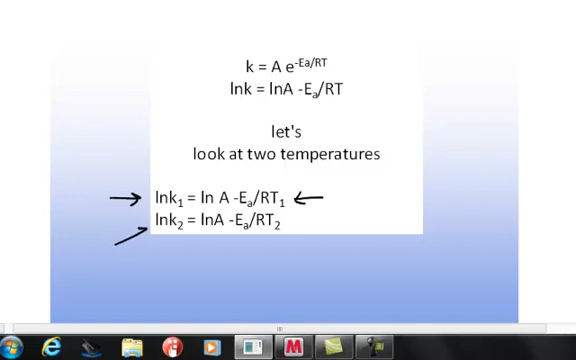 k = A e^-Ea/RT
lnk = lnA -Eₐ/RT
let's
look at two temperatures
lnk₁ = ln A -Eₐ/RT₁
lnk₂ = lnA -Eₐ/RT₂